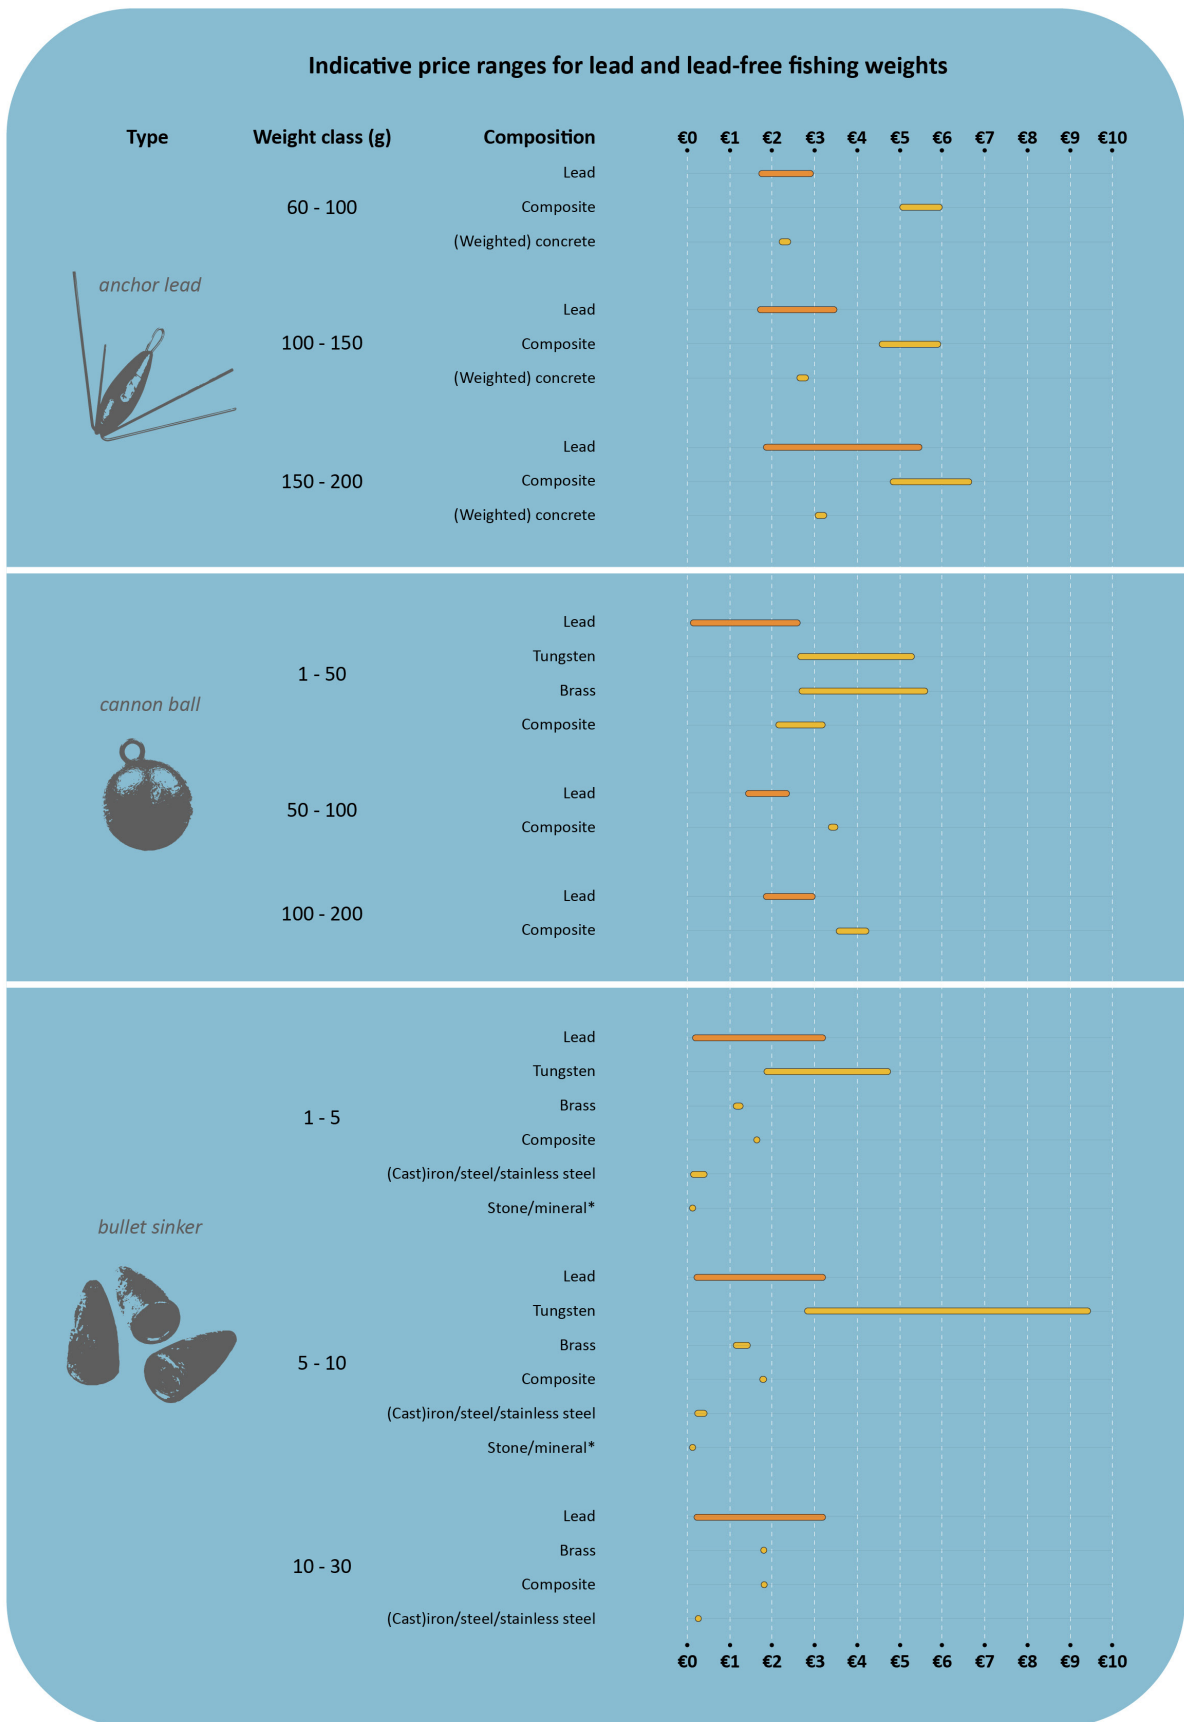 Indicative price ranges for lead and lead-free fishing weights
Type Weight class (g) Composition €0 €1 €2 €3 €4 €5 €6 €7 €8 €9 €10
Lead
60 - 100 Composite
(Weighted) concrete
anchor lead
Lead
100 - 150 Composite
(Weighted) concrete
Lead
150 - 200 Composite
(Weighted) concrete
Lead
Tungsten
1 - 50
Brass
cannon ball
Composite
Lead
50 - 100
Composite
Lead
100 - 200
Composite
Lead
Tungsten
Brass
1 - 5
Composite
(Cast)iron/steel/stainless steel
Stone/mineral*
bullet sinker
Lead
Tungsten
Brass
5 - 10
Composite
(Cast)iron/steel/stainless steel
Stone/mineral*
Lead
Brass
10 - 30
Composite
(Cast)iron/steel/stainless steel
€0 €1 €2 €3 €4 €5 €6 €7 €8 €9 €10